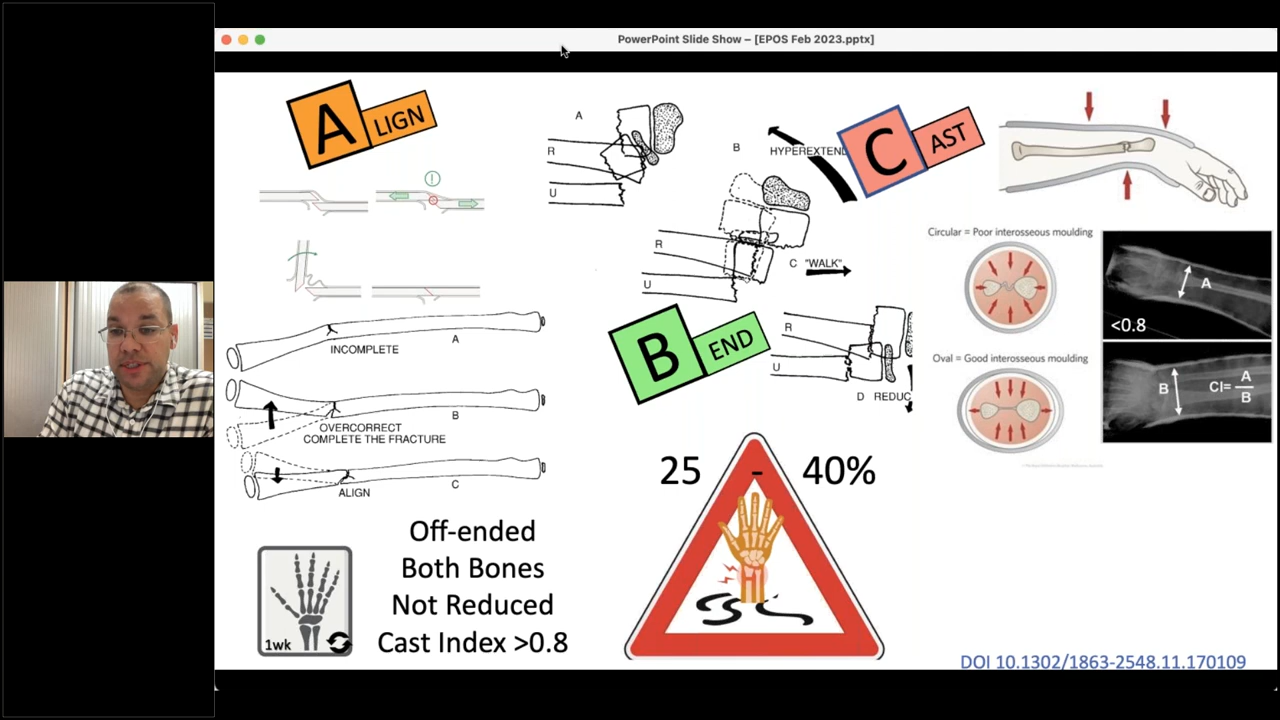 PowerPoint Slide Show – [EPOS Feb 2023.pptx]
A LIGN
!
A
R
U
B
HYPEREXTEND
C "WALK"
R
U
C AST
Circular = Poor interosseous moulding
A
<0.8
Oval = Good interosseous moulding
B
CI= A
B
B END
R
U
D REDUC
A
INCOMPLETE
B
OVERCORRECT
COMPLETE THE FRACTURE
C
ALIGN
25 - 40%
Off-ended
Both Bones
Not Reduced
Cast Index >0.8
1wk
DOI 10.1302/1863-2548.11.170109